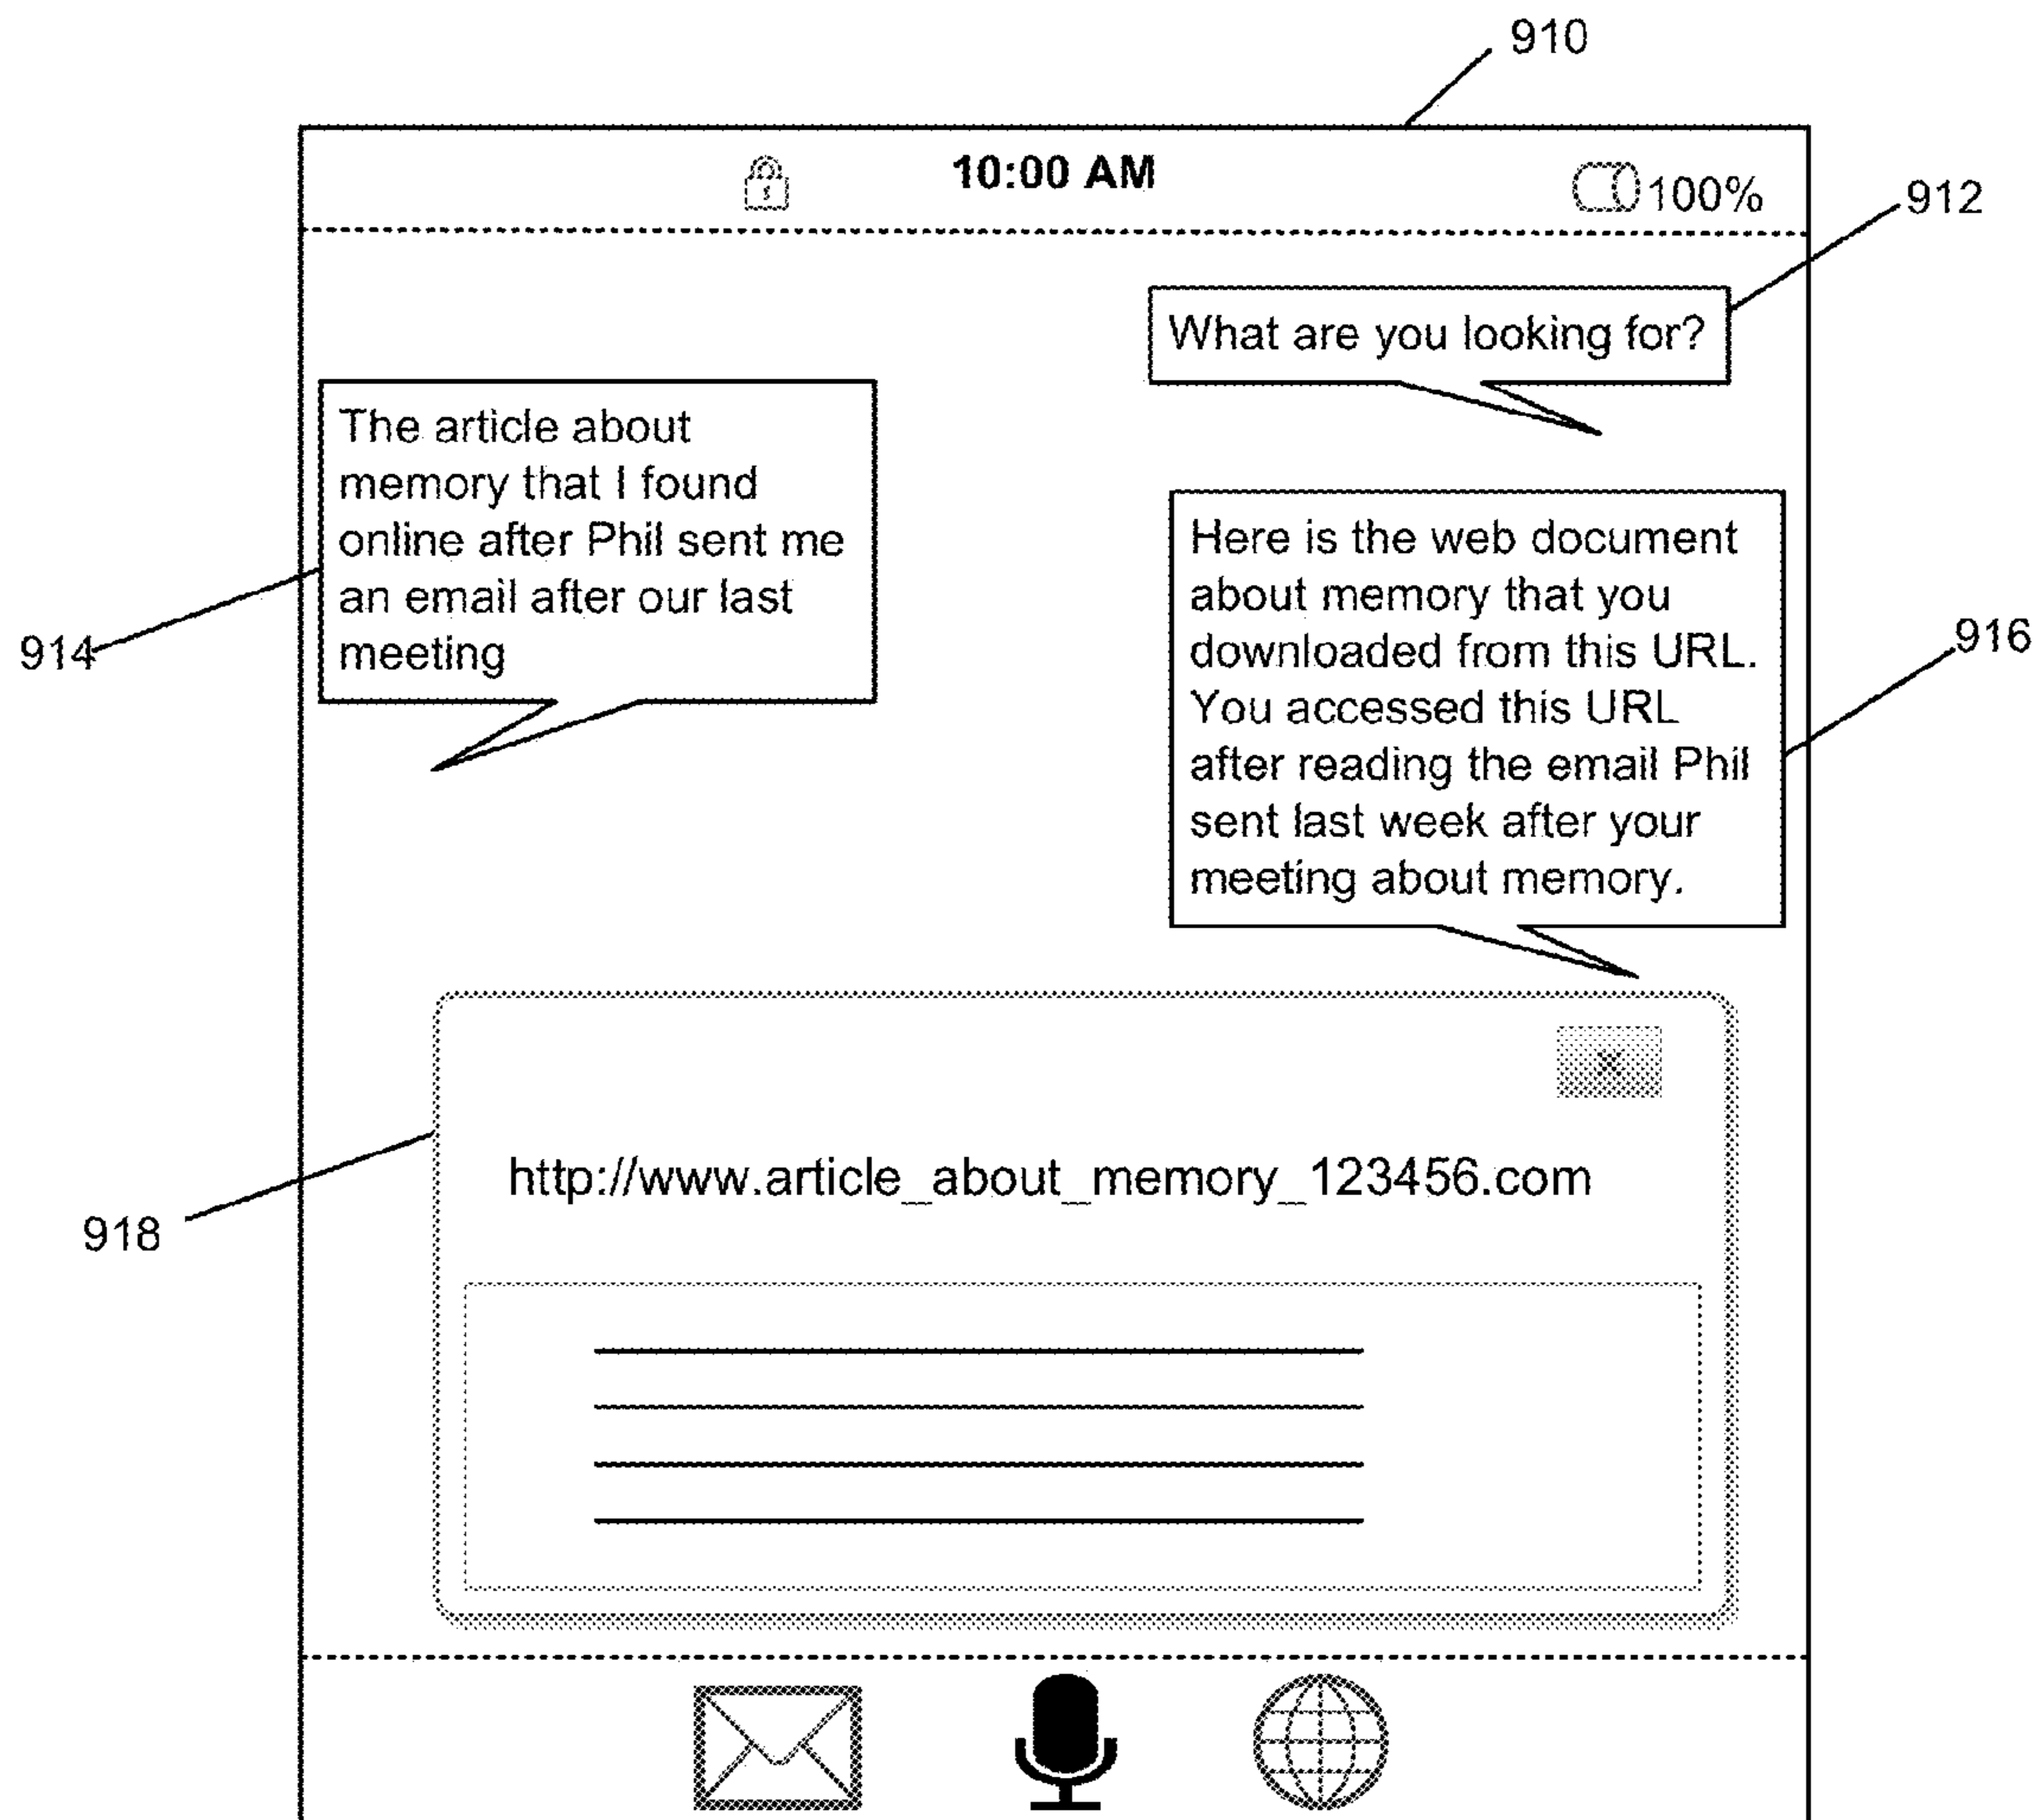 910
10:00 AM
100%
912
What are you looking for?
The article about
memory that I found
online after Phil sent me
an email after our last
meeting
914
Here is the web document
about memory that you
downloaded from this URL.
You accessed this URL
after reading the email Phil
sent last week after your
meeting about memory.
916
x
http://www.article_about_memory_123456.com
918